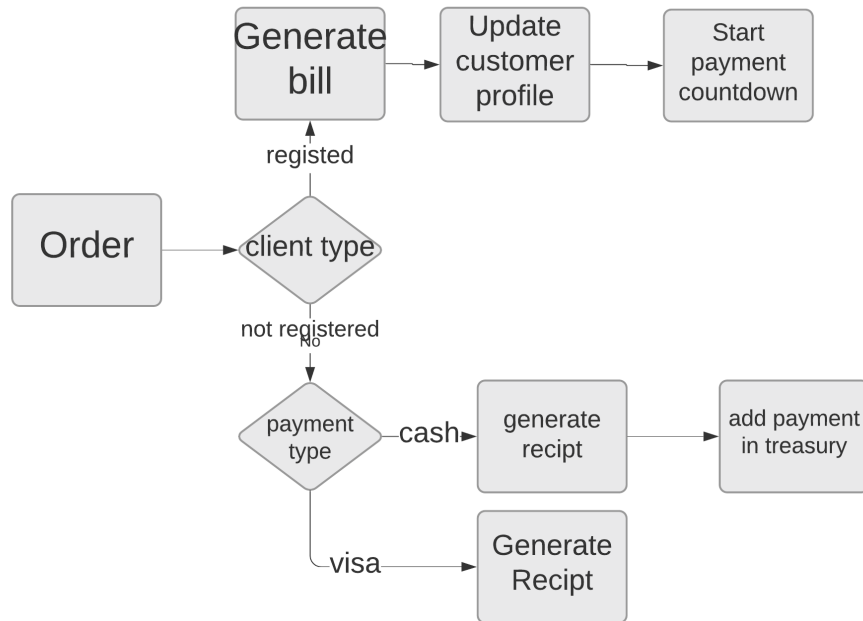 Generate
bill
Update
customer
profile
Start
payment
countdown
registed
Order
client type
not registered
No
payment
type
cash
generate
recipt
add payment
in treasury
visa
Generate
Recipt